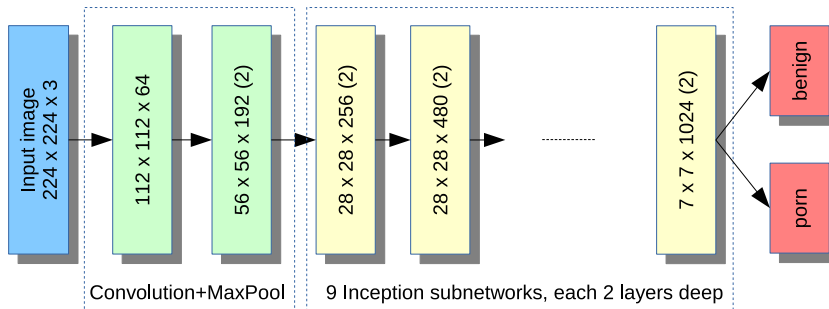 Input image
224 x 224 x 3
112 x 112 x 64
56 x 56 x 192 (2)
28 x 28 x 256 (2)
28 x 28 x 480 (2)
7 x 7 x 1024 (2)
benign
porn
Convolution+MaxPool
9 Inception subnetworks, each 2 layers deep